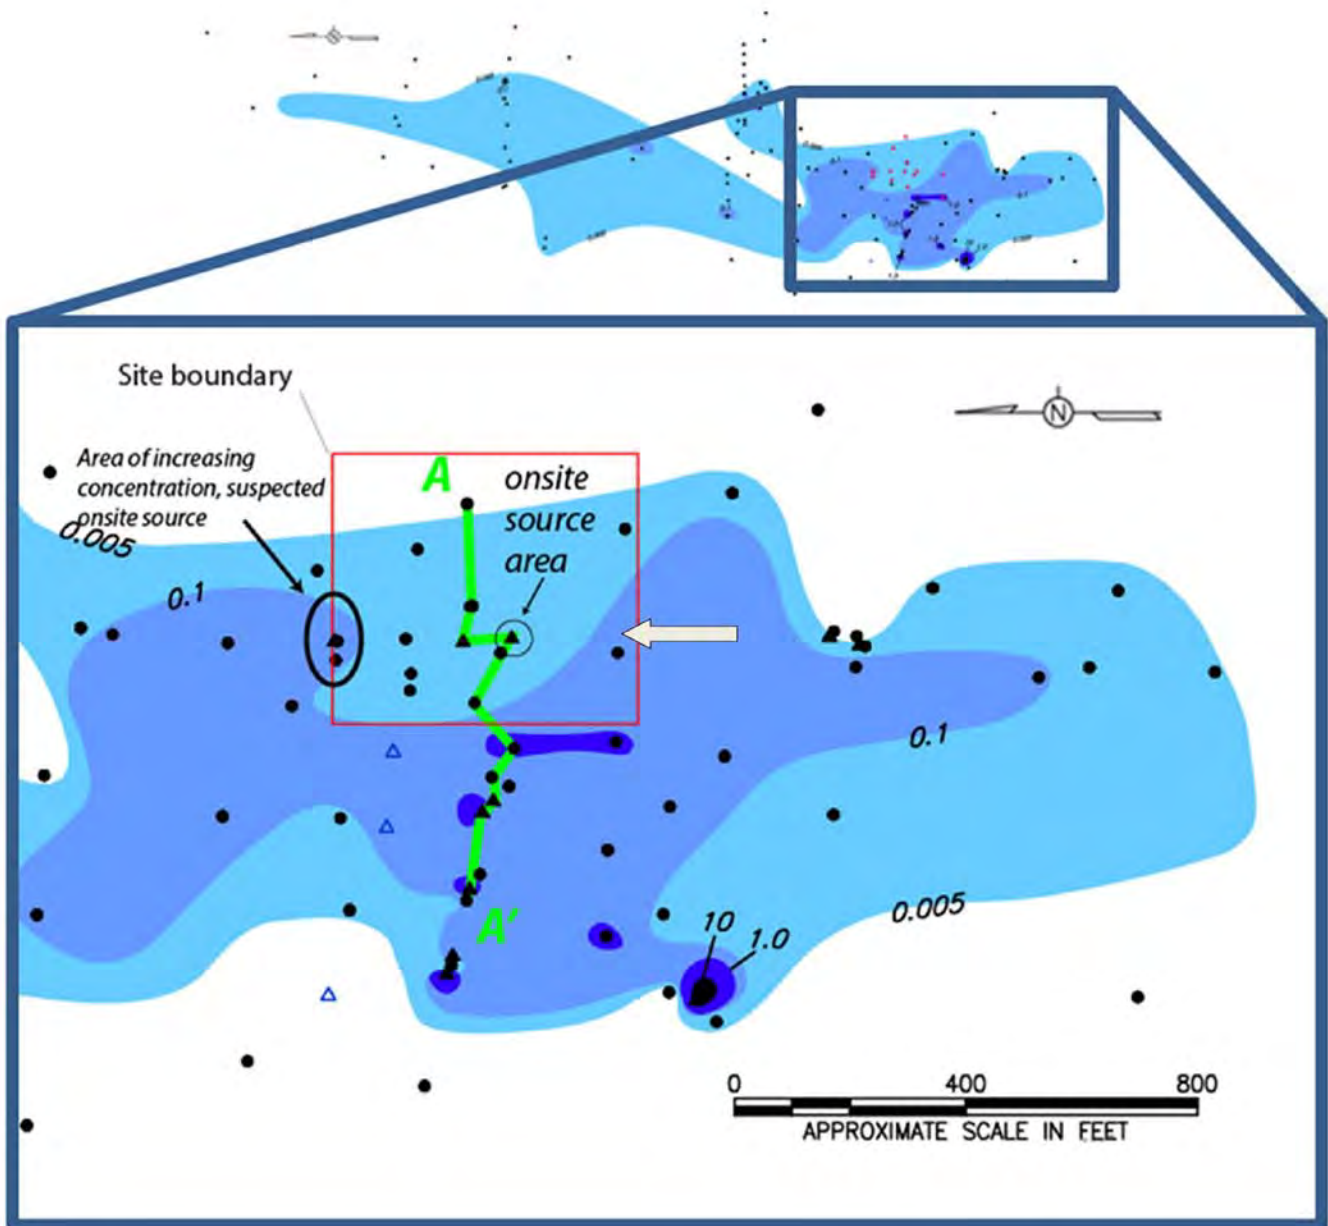 N
Site boundary
Area of increasing
concentration, suspected
onsite source
A
onsite
source
area
0.005
0.1
0.1
A'
0.005
10
1.0
0 400 800
APPROXIMATE SCALE IN FEET